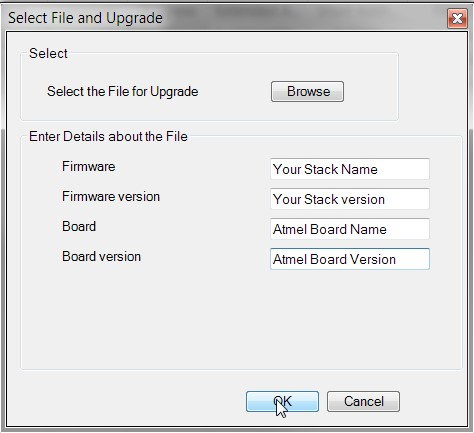 Select File and Upgrade
Select
Select the File for Upgrade Browse
Enter Details about the File
Firmware Your Stack Name
Firmware version Your Stack version
Board Atmel Board Name
Board version Atmel Board Version
OK Cancel